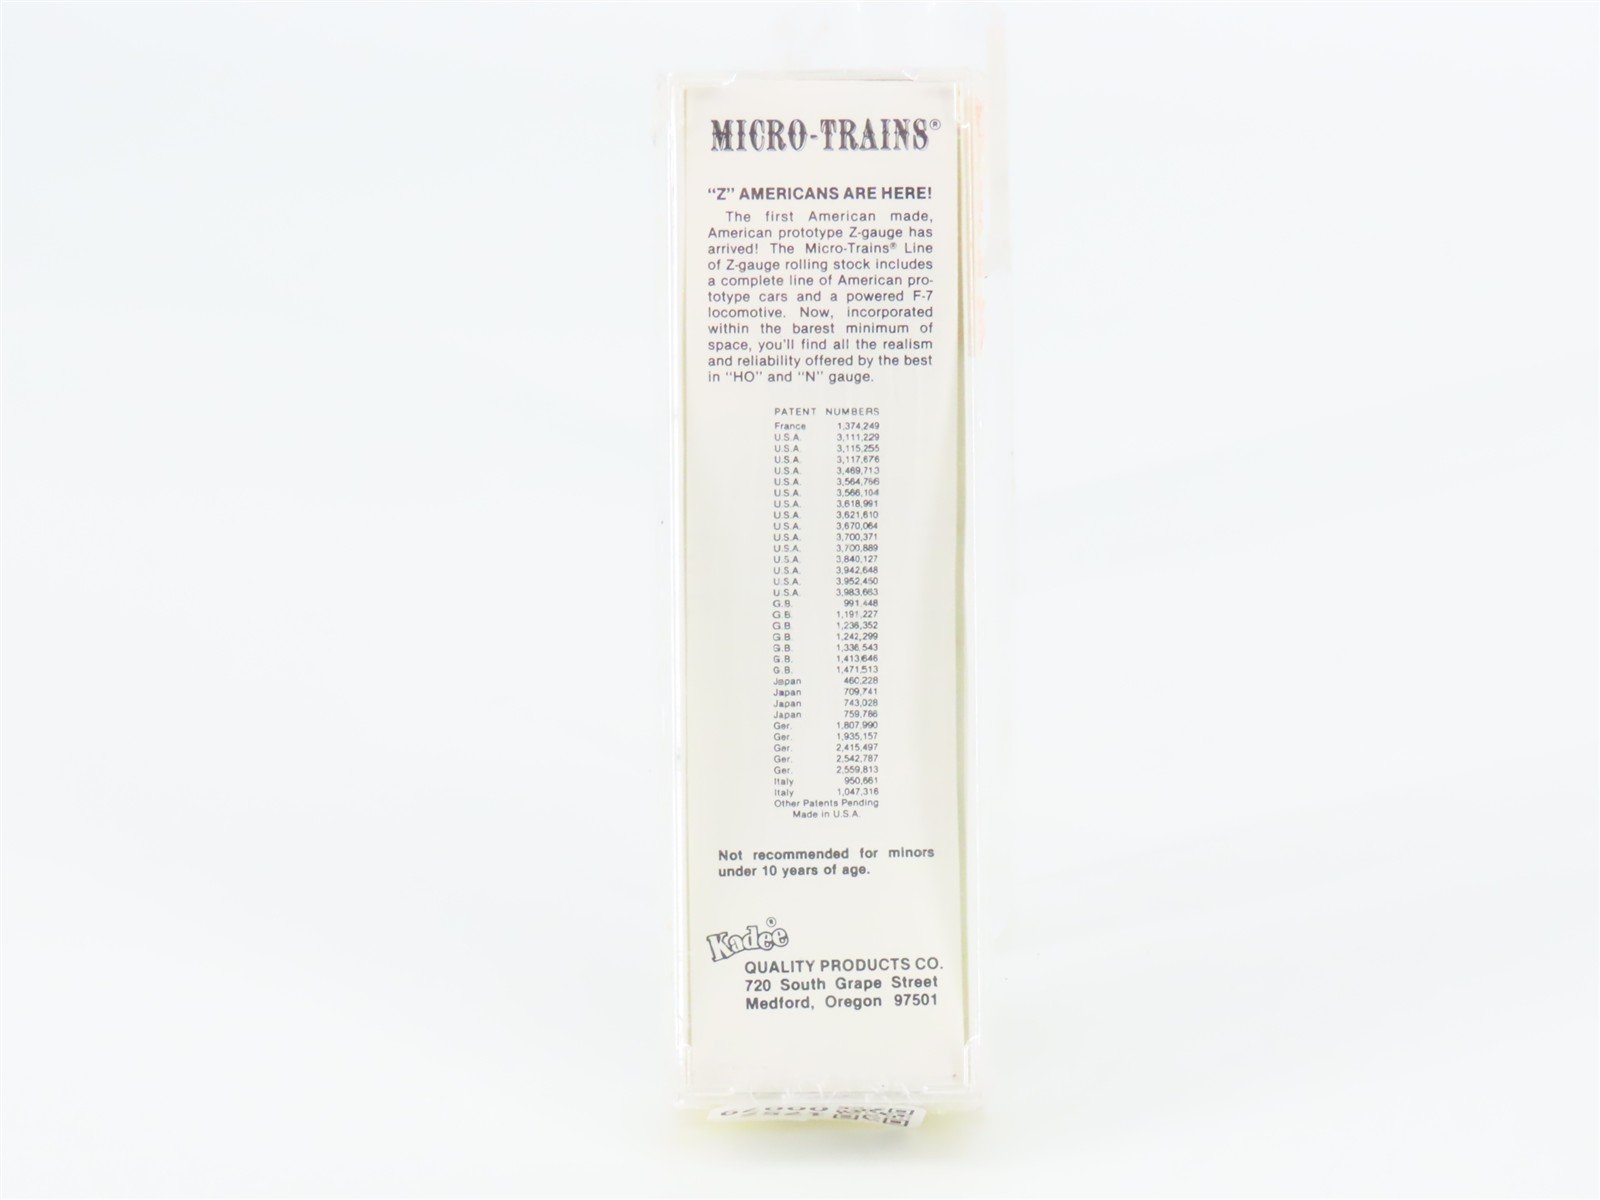 MICRO-TRAINS®
"Z" AMERICANS ARE HERE!
The first American made,
American prototype Z-gauge has
arrived! The Micro-Trains® Line
of Z-gauge rolling stock includes
a complete line of American pro-
totype cars and a powered F-7
locomotive. Now, incorporated
within the barest minimum of
space, you'll find all the realism
and reliability offered by the best
in "HO" and "N" gauge.
PATENT NUMBERS
France 1,374,249
U.S.A. 3,111,229
U.S.A. 3,115,255
U.S.A. 3,117,676
U.S.A. 3,469,713
U.S.A. 3,564,766
U.S.A. 3,566,104
U.S.A. 3,618,991
U.S.A. 3,621,610
U.S.A. 3,670,064
U.S.A. 3,700,371
U.S.A. 3,700,889
U.S.A. 3,840,127
U.S.A. 3,942,648
U.S.A. 3,952,450
U.S.A. 3,983,663
G.B. 991,448
G.B. 1,191,227
G.B. 1,236,352
G.B. 1,242,299
G.B. 1,336,543
G.B. 1,413,646
G.B. 1,471,513
Japan 460,228
Japan 709,741
Japan 743,028
Japan 759,786
Ger. 1,807,990
Ger. 1,935,157
Ger. 2,415,497
Ger. 2,542,787
Ger. 2,559,813
Italy 950,661
Italy 1,047,316
Other Patents Pending
Made in U.S.A.
Not recommended for minors
under 10 years of age.
Kadee®
QUALITY PRODUCTS CO.
720 South Grape Street
Medford, Oregon 97501